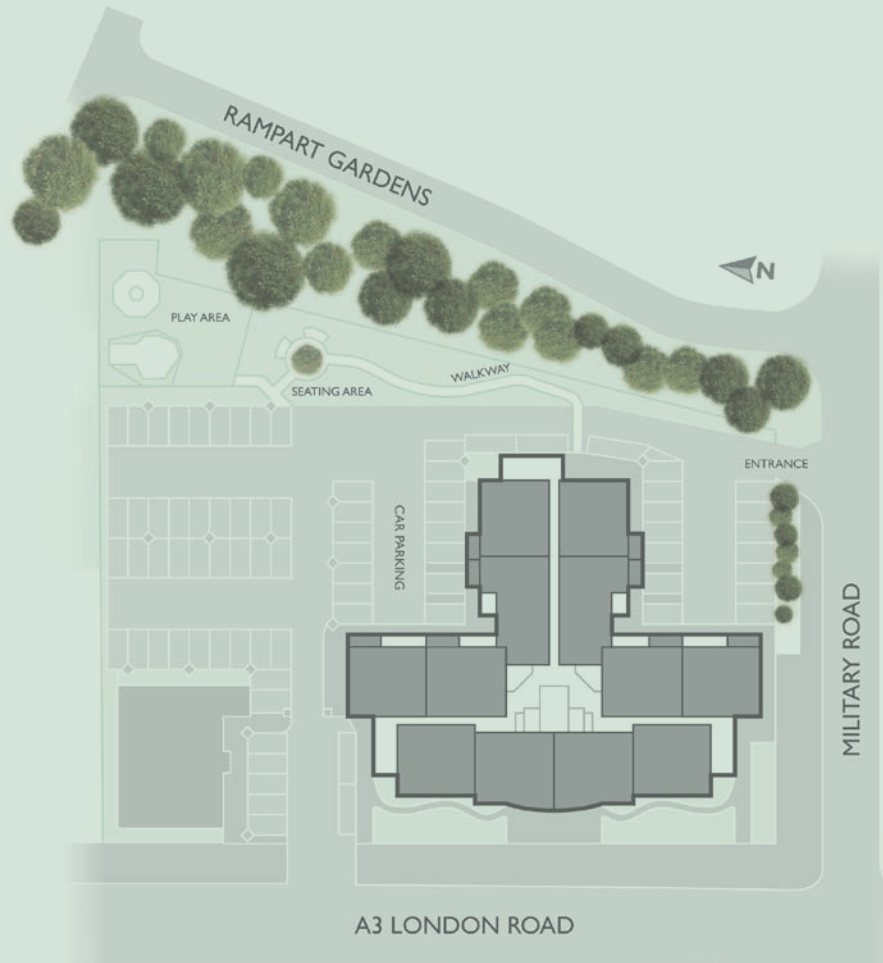 RAMPART GARDENS
N
PLAY AREA
WALKWAY
SEATING AREA
ENTRANCE
CAR PARKING
MILITARY ROAD
A3 LONDON ROAD